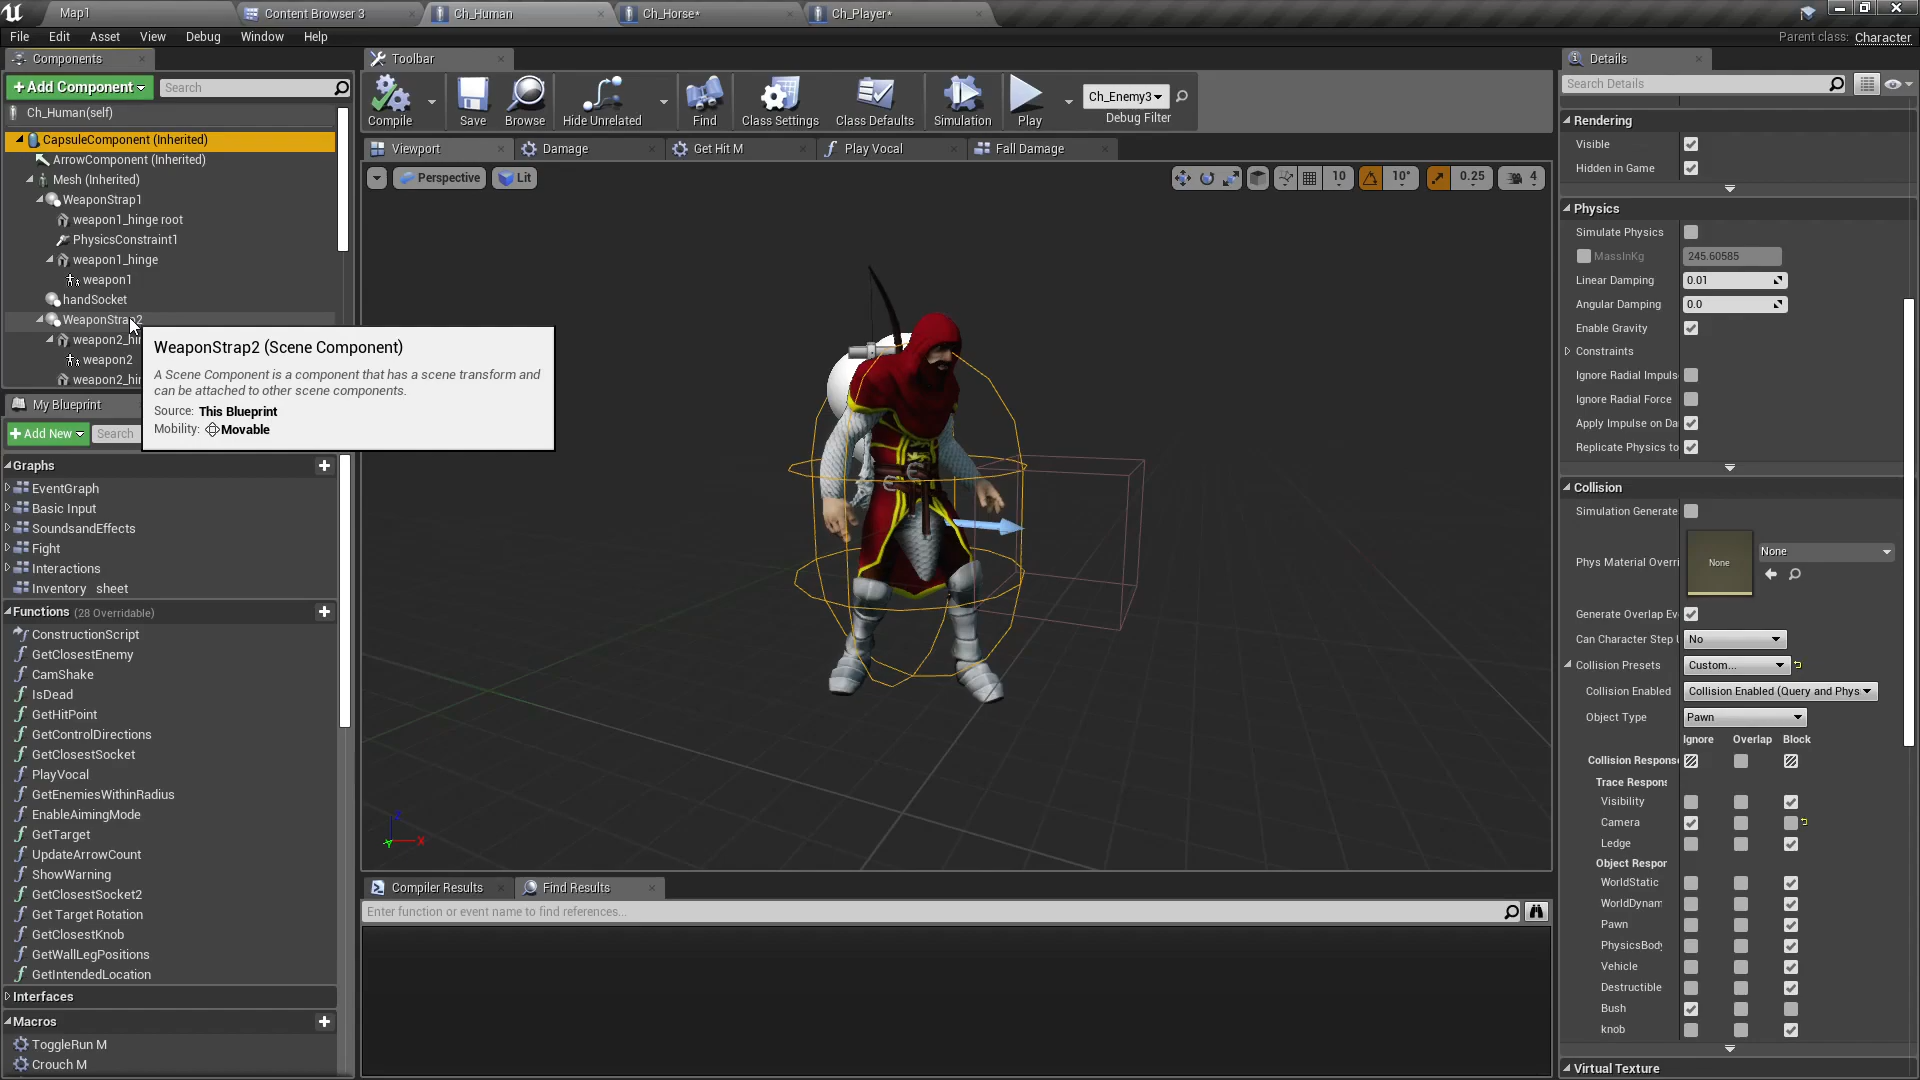 Map1
Content Browser 3
Ch_Human
Ch_Horse*
Ch_Player*
File Edit Asset View Debug Window Help
Parent class: Character
Components
Toolbar
Details
+Add Component
Search
Search Details
Ch_Human(self)
CapsuleComponent (Inherited)
ArrowComponent (Inherited)
Mesh (Inherited)
WeaponStrap1
weapon1_hinge root
PhysicsConstraint1
weapon1_hinge
weapon1
handSocket
WeaponStrap2
weapon2_hin
weapon2
weapon2_hin
Compile
Save
Browse
Hide Unrelated
Find
Class Settings
Class Defaults
Simulation
Play
Ch_Enemy3
Debug Filter
Viewport
Damage
Get Hit M
Play Vocal
Fall Damage
Perspective
Lit
10
10°
0.25
4
WeaponStrap2 (Scene Component)
A Scene Component is a component that has a scene transform and
can be attached to other scene components.
Source: This Blueprint
Mobility: Movable
My Blueprint
+Add New
Search
Graphs
EventGraph
Basic Input
SoundsandEffects
Fight
Interactions
Inventory sheet
Functions (28 Overridable)
ConstructionScript
GetClosestEnemy
CamShake
IsDead
GetHitPoint
GetControlDirections
GetClosestSocket
PlayVocal
GetEnemiesWithinRadius
EnableAimingMode
GetTarget
UpdateArrowCount
ShowWarning
GetClosestSocket2
Get Target Rotation
GetClosestKnob
GetWallLegPositions
GetIntendedLocation
Interfaces
Macros
ToggleRun M
Crouch M
Z
X
Y
Compiler Results
Find Results
Enter function or event name to find references...
Rendering
Visible
Hidden in Game
Physics
Simulate Physics
MassInKg 245.60585
Linear Damping 0.01
Angular Damping 0.0
Enable Gravity
Constraints
Ignore Radial Impuls
Ignore Radial Force
Apply Impulse on Da
Replicate Physics to
Collision
Simulation Generate
Phys Material Overri
None
None
Generate Overlap Ev
Can Character Step U No
Collision Presets Custom...
Collision Enabled Collision Enabled (Query and Phys
Object Type Pawn
Ignore Overlap Block
Collision Response
Trace Respons
Visibility
Camera
Ledge
Object Respor
WorldStatic
WorldDynam
Pawn
PhysicsBody
Vehicle
Destructible
Bush
knob
Virtual Texture